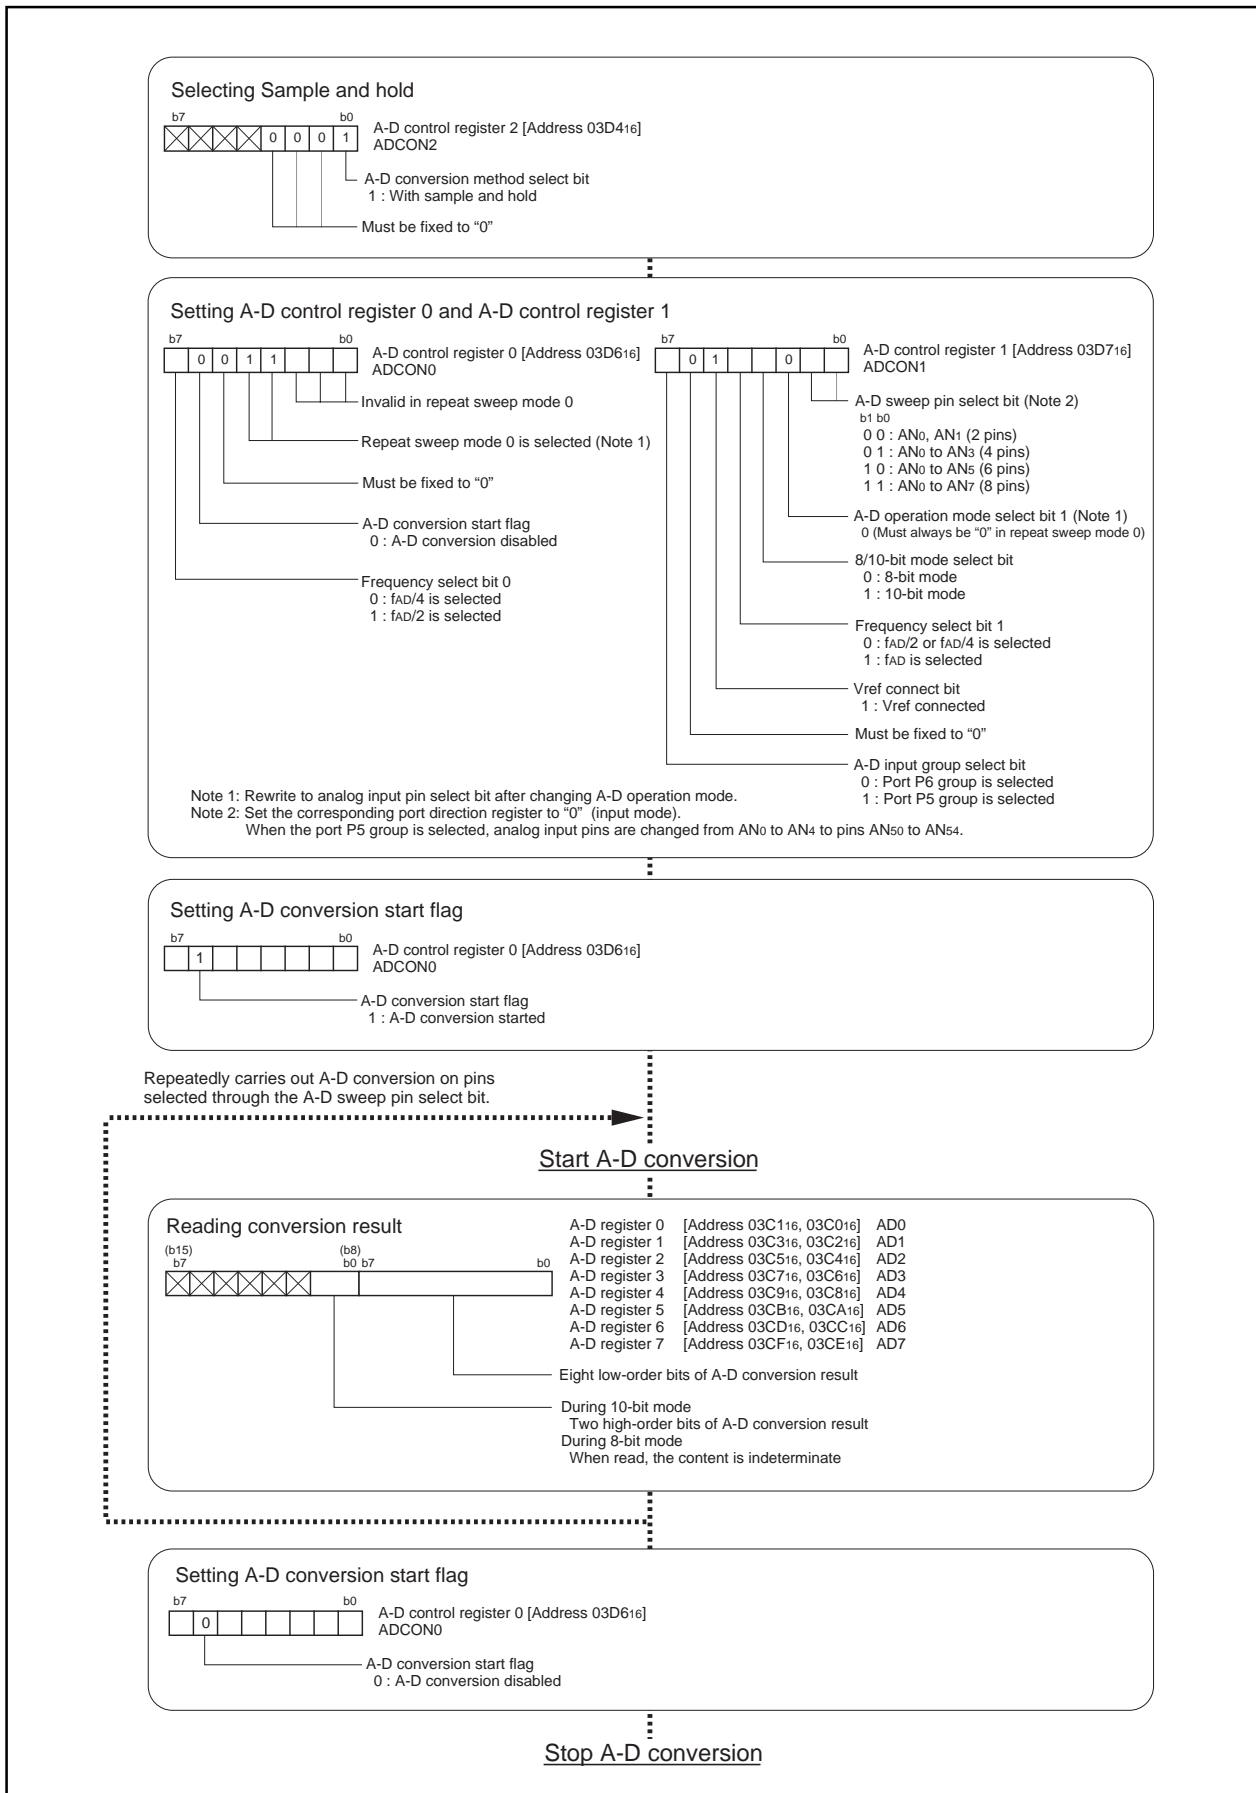 Selecting Sample and hold
b7 b0
0 0 0 1
A-D control register 2 [Address 03D416]
ADCON2
A-D conversion method select bit
1 : With sample and hold
Must be fixed to “0”
Setting A-D control register 0 and A-D control register 1
b7 b0
0 0 1 1
A-D control register 0 [Address 03D616]
ADCON0
Invalid in repeat sweep mode 0
Repeat sweep mode 0 is selected (Note 1)
Must be fixed to “0”
A-D conversion start flag
0 : A-D conversion disabled
Frequency select bit 0
0 : fAD/4 is selected
1 : fAD/2 is selected
b7 b0
0 1 0
A-D control register 1 [Address 03D716]
ADCON1
A-D sweep pin select bit (Note 2)
b1 b0
0 0 : AN0, AN1 (2 pins)
0 1 : AN0 to AN3 (4 pins)
1 0 : AN0 to AN5 (6 pins)
1 1 : AN0 to AN7 (8 pins)
A-D operation mode select bit 1 (Note 1)
0 (Must always be “0” in repeat sweep mode 0)
8/10-bit mode select bit
0 : 8-bit mode
1 : 10-bit mode
Frequency select bit 1
0 : fAD/2 or fAD/4 is selected
1 : fAD is selected
Vref connect bit
1 : Vref connected
Must be fixed to “0”
A-D input group select bit
0 : Port P6 group is selected
1 : Port P5 group is selected
Note 1: Rewrite to analog input pin select bit after changing A-D operation mode.
Note 2: Set the corresponding port direction register to “0” (input mode).
When the port P5 group is selected, analog input pins are changed from AN0 to AN4 to pins AN50 to AN54.
Setting A-D conversion start flag
b7 b0
1
A-D control register 0 [Address 03D616]
ADCON0
A-D conversion start flag
1 : A-D conversion started
Repeatedly carries out A-D conversion on pins
selected through the A-D sweep pin select bit.
Start A-D conversion
Reading conversion result
(b15) (b8)
b7 b0 b7 b0
A-D register 0 [Address 03C116, 03C016] AD0
A-D register 1 [Address 03C316, 03C216] AD1
A-D register 2 [Address 03C516, 03C416] AD2
A-D register 3 [Address 03C716, 03C616] AD3
A-D register 4 [Address 03C916, 03C816] AD4
A-D register 5 [Address 03CB16, 03CA16] AD5
A-D register 6 [Address 03CD16, 03CC16] AD6
A-D register 7 [Address 03CF16, 03CE16] AD7
Eight low-order bits of A-D conversion result
During 10-bit mode
Two high-order bits of A-D conversion result
During 8-bit mode
When read, the content is indeterminate
Setting A-D conversion start flag
b7 b0
0
A-D control register 0 [Address 03D616]
ADCON0
A-D conversion start flag
0 : A-D conversion disabled
Stop A-D conversion